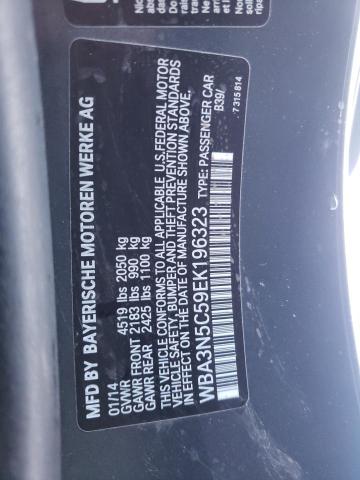 MFD BY BAYERISCHE MOTOREN WERKE AG
01/14
GVWR 4519 lbs 2050 kg
GAWR FRONT 2183 lbs 990 kg
GAWR REAR 2425 lbs 1100 kg
THIS VEHICLE CONFORMS TO ALL APPLICABLE U.S. FEDERAL MOTOR
VEHICLE SAFETY, BUMPER AND THEFT PREVENTION STANDARDS
IN EFFECT ON THE DATE OF MANUFACTURE SHOWN ABOVE.
WBA3N5C59EK196323 TYPE: PASSENGER CAR
B39/
7 315 814